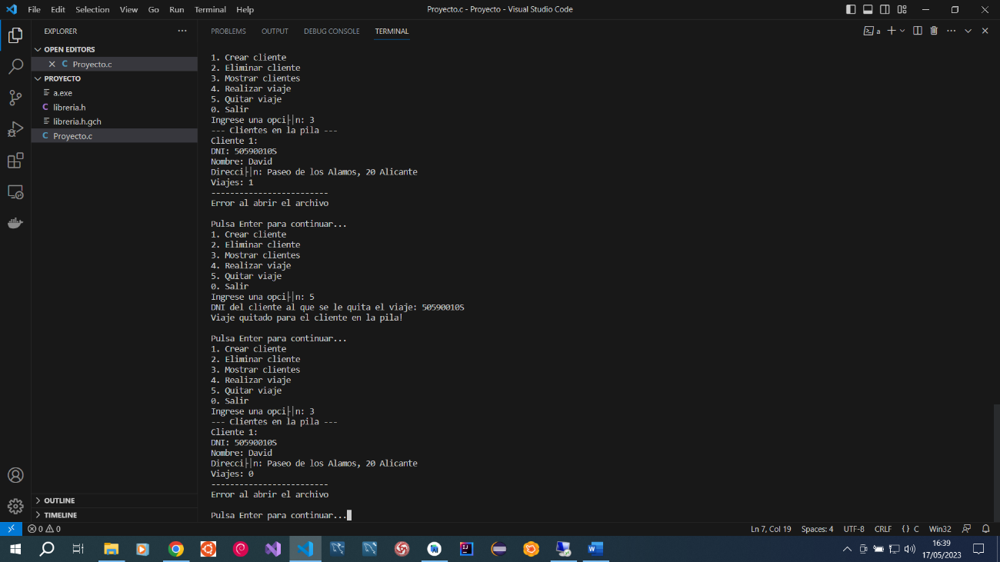 File Edit Selection View Go Run Terminal Help
Proyecto.c - Proyecto - Visual Studio Code
EXPLORER
OPEN EDITORS
C Proyecto.c
PROYECTO
a.exe
C libreria.h
libreria.h.gch
C Proyecto.c
OUTLINE
TIMELINE
PROBLEMS OUTPUT DEBUG CONSOLE TERMINAL
a
1. Crear cliente
2. Eliminar cliente
3. Mostrar clientes
4. Realizar viaje
5. Quitar viaje
0. Salir
Ingrese una opci├│n: 3
--- Clientes en la pila ---
Cliente 1:
DNI: 50590010S
Nombre: David
Direcci├│n: Paseo de los Alamos, 20 Alicante
Viajes: 1
-------------------------
Error al abrir el archivo
Pulsa Enter para continuar...
1. Crear cliente
2. Eliminar cliente
3. Mostrar clientes
4. Realizar viaje
5. Quitar viaje
0. Salir
Ingrese una opci├│n: 5
DNI del cliente al que se le quita el viaje: 50590010S
Viaje quitado para el cliente en la pila!
Pulsa Enter para continuar...
1. Crear cliente
2. Eliminar cliente
3. Mostrar clientes
4. Realizar viaje
5. Quitar viaje
0. Salir
Ingrese una opci├│n: 3
--- Clientes en la pila ---
Cliente 1:
DNI: 50590010S
Nombre: David
Direcci├│n: Paseo de los Alamos, 20 Alicante
Viajes: 0
-------------------------
Error al abrir el archivo
Pulsa Enter para continuar...
0 0
Ln 7, Col 19 Spaces: 4 UTF-8 CRLF {} C Win32
16:39
17/05/2023